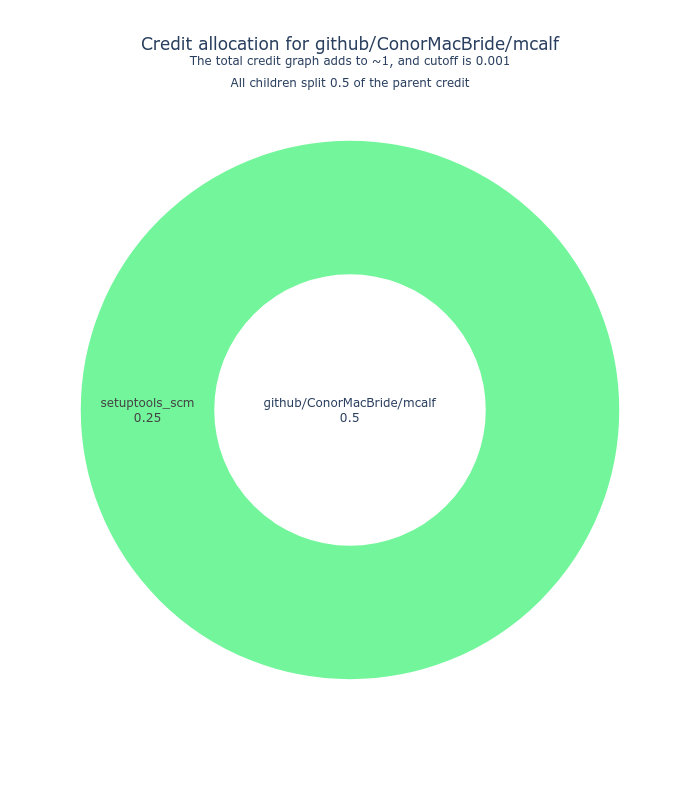 Credit allocation for github/ConorMacBride/mcalf
The total credit graph adds to ~1, and cutoff is 0.001
All children split 0.5 of the parent credit
setuptools_scm
0.25
github/ConorMacBride/mcalf
0.5